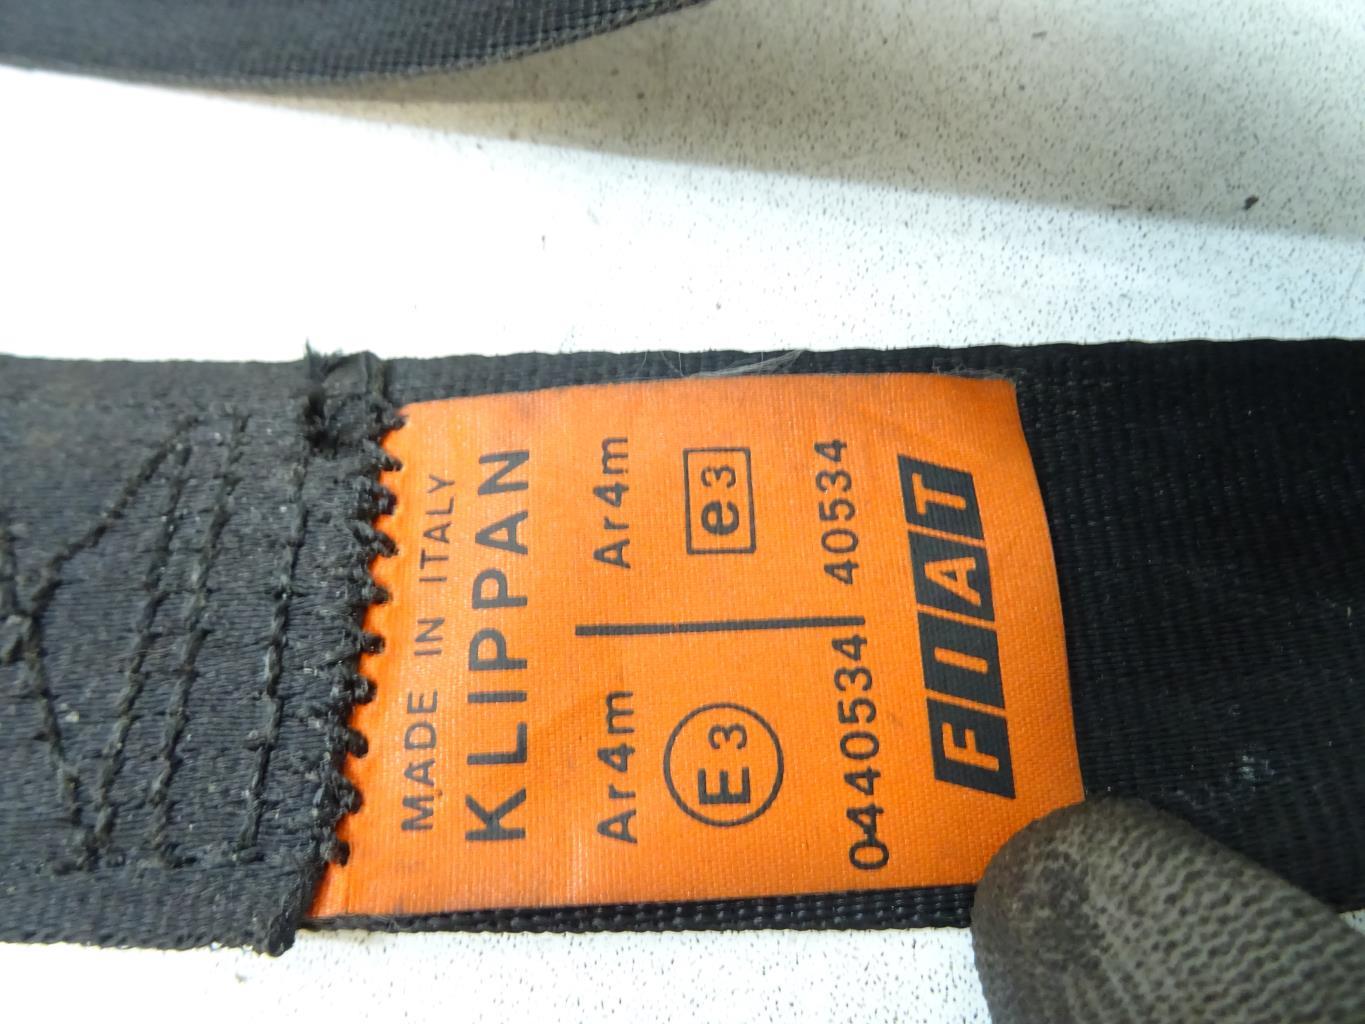 MADE IN ITALY
KLIPPAN
Ar4m Ar4m
E3 e3
0440534 40534
FIAT